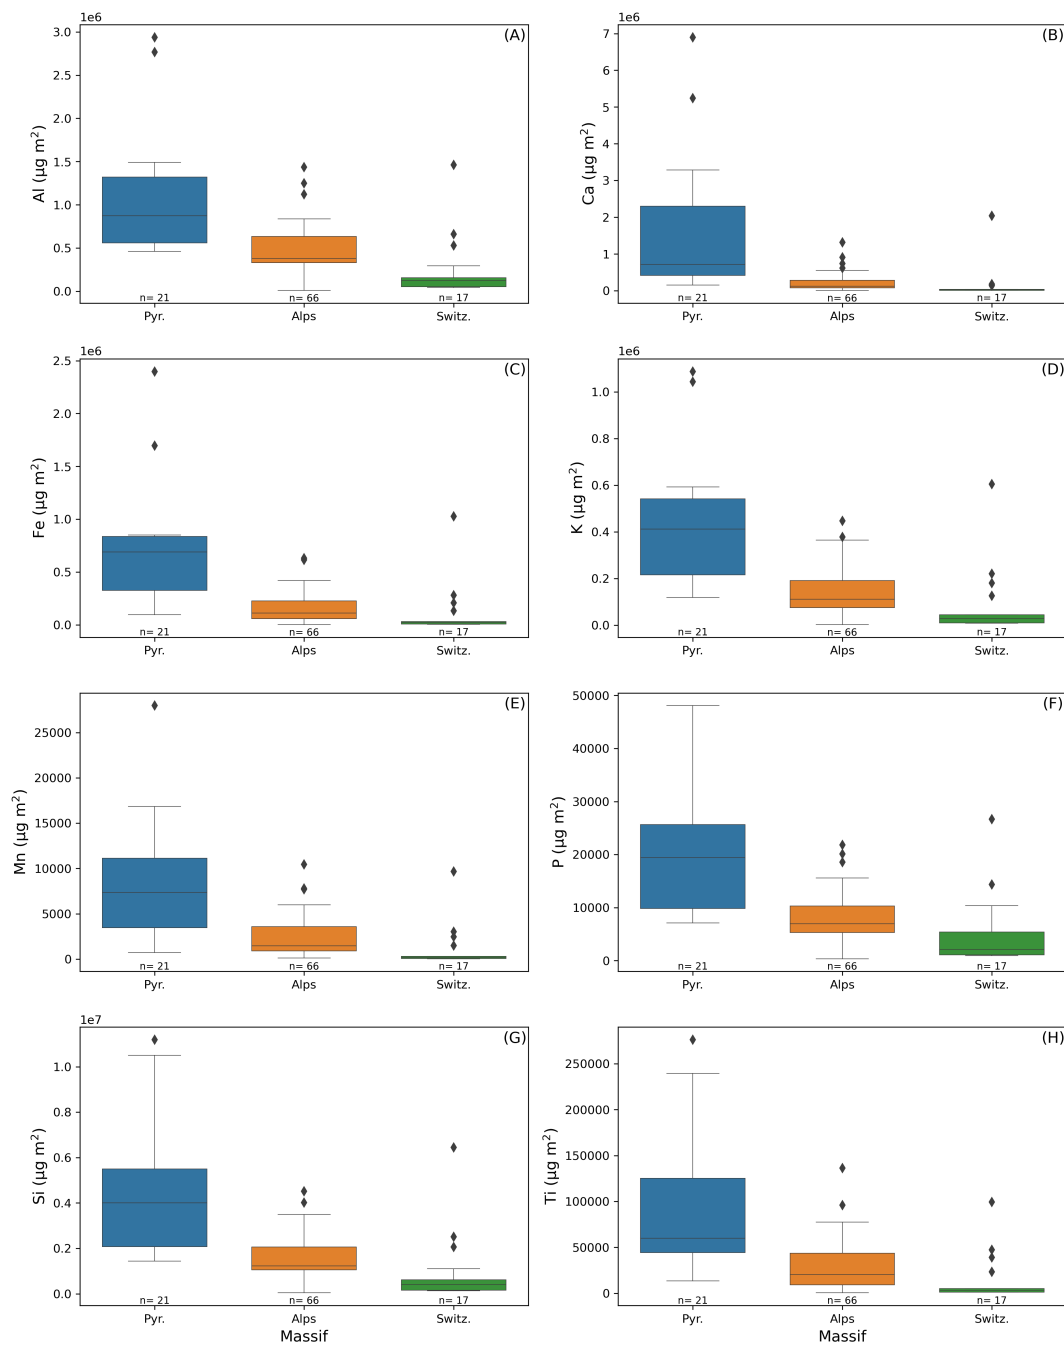 1e6
(A)
3.0
2.5
2.0
1.5
1.0
0.5
0.0
Al (µg m²)
n= 21
n= 66
n= 17
Pyr.
Alps
Switz.
1e6
(B)
7
6
5
4
3
2
1
0
Ca (µg m²)
n= 21
n= 66
n= 17
Pyr.
Alps
Switz.
1e6
(C)
2.5
2.0
1.5
1.0
0.5
0.0
Fe (µg m²)
n= 21
n= 66
n= 17
Pyr.
Alps
Switz.
1e6
(D)
1.0
0.8
0.6
0.4
0.2
0.0
K (µg m²)
n= 21
n= 66
n= 17
Pyr.
Alps
Switz.
(E)
25000
20000
15000
10000
5000
0
Mn (µg m²)
n= 21
n= 66
n= 17
Pyr.
Alps
Switz.
(F)
50000
40000
30000
20000
10000
0
P (µg m²)
n= 21
n= 66
n= 17
Pyr.
Alps
Switz.
1e7
(G)
1.0
0.8
0.6
0.4
0.2
0.0
Si (µg m²)
n= 21
n= 66
n= 17
Pyr.
Alps
Switz.
Massif
(H)
250000
200000
150000
100000
50000
0
Ti (µg m²)
n= 21
n= 66
n= 17
Pyr.
Alps
Switz.
Massif